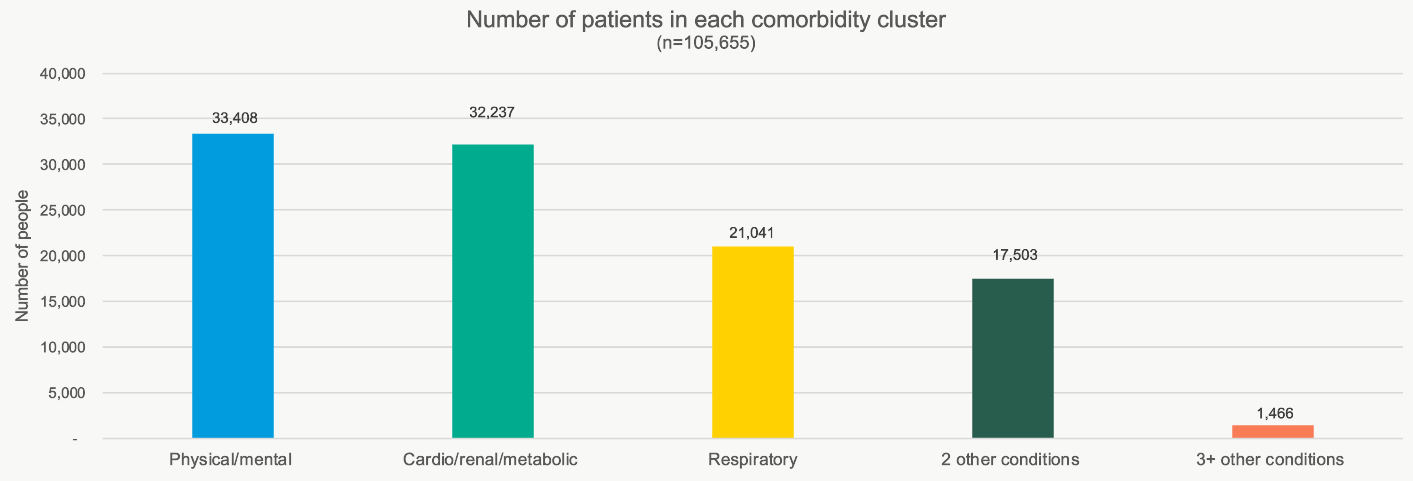 Number of patients in each comorbidity cluster
(n=105,655)
Number of people
40,000
35,000
30,000
25,000
20,000
15,000
10,000
5,000
-
33,408
32,237
21,041
17,503
1,466
Physical/mental
Cardio/renal/metabolic
Respiratory
2 other conditions
3+ other conditions